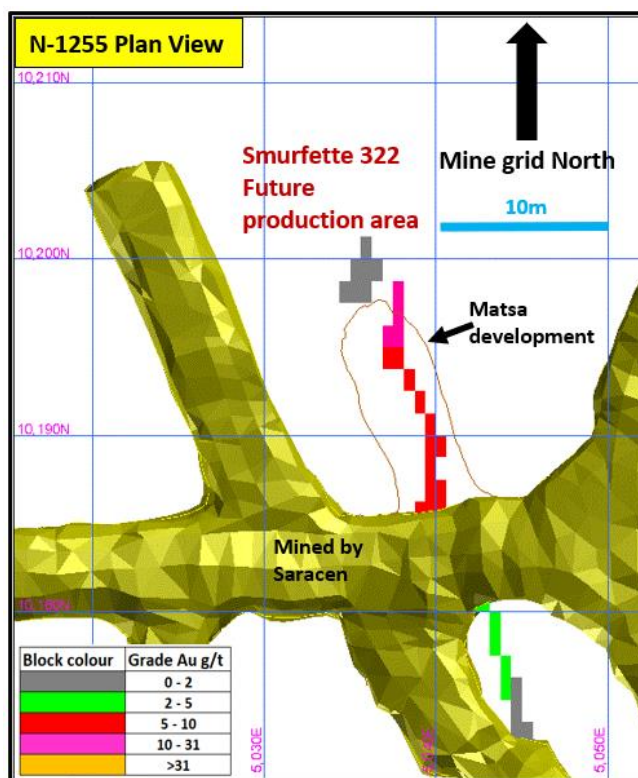 N-1255 Plan View
10,210N
Smurfette 322
Future
production area
Mine grid North
10m
10,200N
Matsa
development
10,190N
Mined by
Saracen
10,180N
Block colour Grade Au g/t
0 - 2
2 - 5
5 - 10
10 - 31
>31
5,030E
5,050E